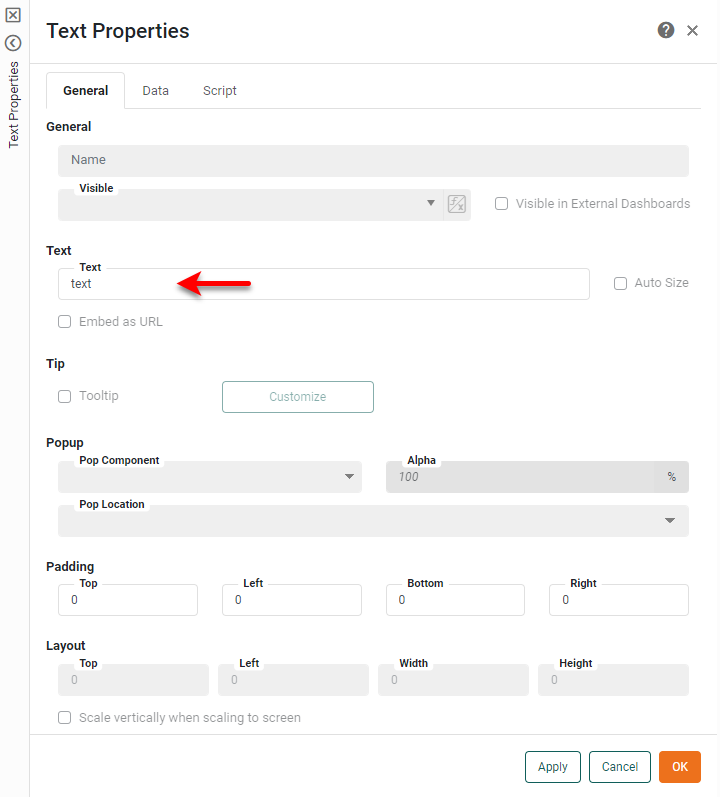 Text Properties
Text Properties
General Data Script
General
Name
Visible
Visible in External Dashboards
Text
Text
text
Auto Size
Embed as URL
Tip
Tooltip
Customize
Popup
Pop Component
Alpha
100 %
Pop Location
Padding
Top Left Bottom Right
0 0 0 0
Layout
Top Left Width Height
0 0 0 0
Scale vertically when scaling to screen
Apply Cancel OK